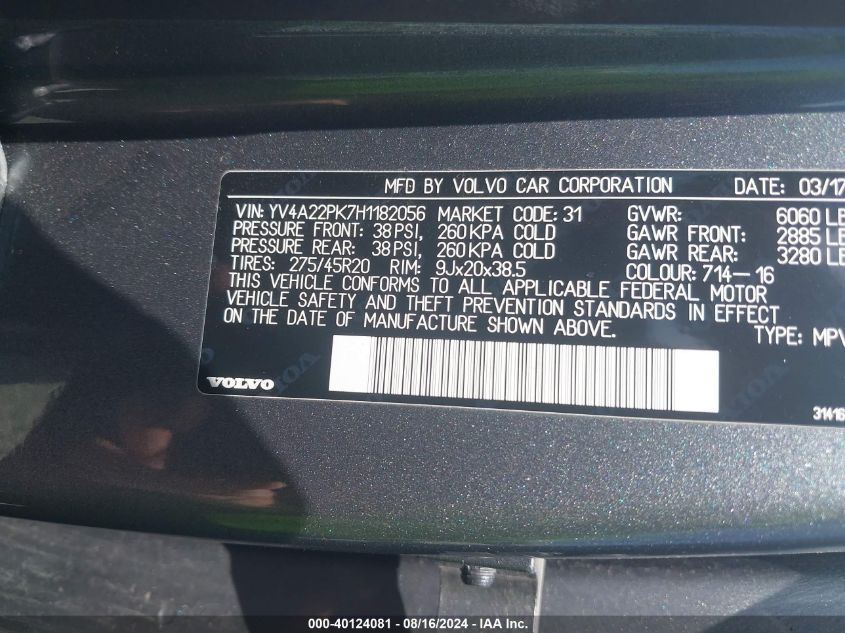 MFD BY VOLVO CAR CORPORATION DATE: 03/17
VIN: YV4A22PK7H1182056 MARKET CODE: 31 GVWR: 6060 LB
PRESSURE FRONT: 38 PSI, 260 KPA COLD GAWR FRONT: 2885 LB
PRESSURE REAR: 38 PSI, 260 KPA COLD GAWR REAR: 3280 LB
TIRES: 275/45R20 RIM: 9Jx20x38.5 COLOUR: 714-16
THIS VEHICLE CONFORMS TO ALL APPLICABLE FEDERAL MOTOR
VEHICLE SAFETY AND THEFT PREVENTION STANDARDS IN EFFECT
ON THE DATE OF MANUFACTURE SHOWN ABOVE. TYPE: MPV
VOLVO
31416
000-40124081 - 08/16/2024 - IAA Inc.